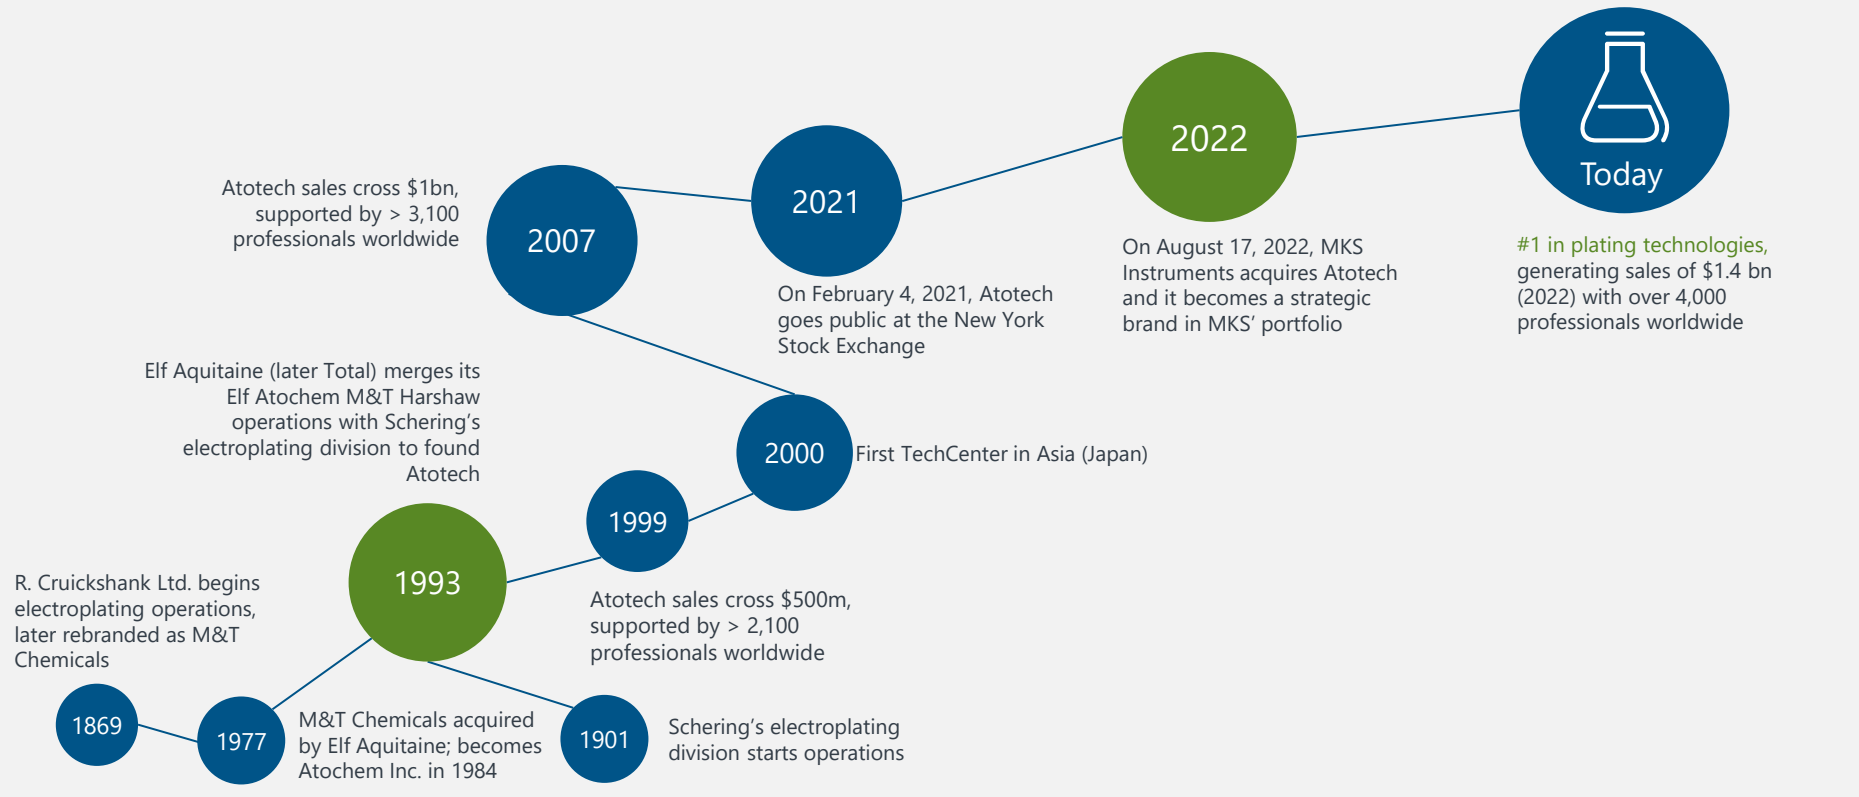 Today
2022
2021
2007
Atotech sales cross $1bn,
supported by > 3,100
professionals worldwide
On February 4, 2021, Atotech
goes public at the New York
Stock Exchange
On August 17, 2022, MKS
Instruments acquires Atotech
and it becomes a strategic
brand in MKS’ portfolio
#1 in plating technologies,
generating sales of $1.4 bn
(2022) with over 4,000
professionals worldwide
Elf Aquitaine (later Total) merges its
Elf Atochem M&T Harshaw
operations with Schering’s
electroplating division to found
Atotech
2000
First TechCenter in Asia (Japan)
1999
Atotech sales cross $500m,
supported by > 2,100
professionals worldwide
1993
R. Cruickshank Ltd. begins
electroplating operations,
later rebranded as M&T
Chemicals
1869
1977
M&T Chemicals acquired
by Elf Aquitaine; becomes
Atochem Inc. in 1984
1901
Schering’s electroplating
division starts operations